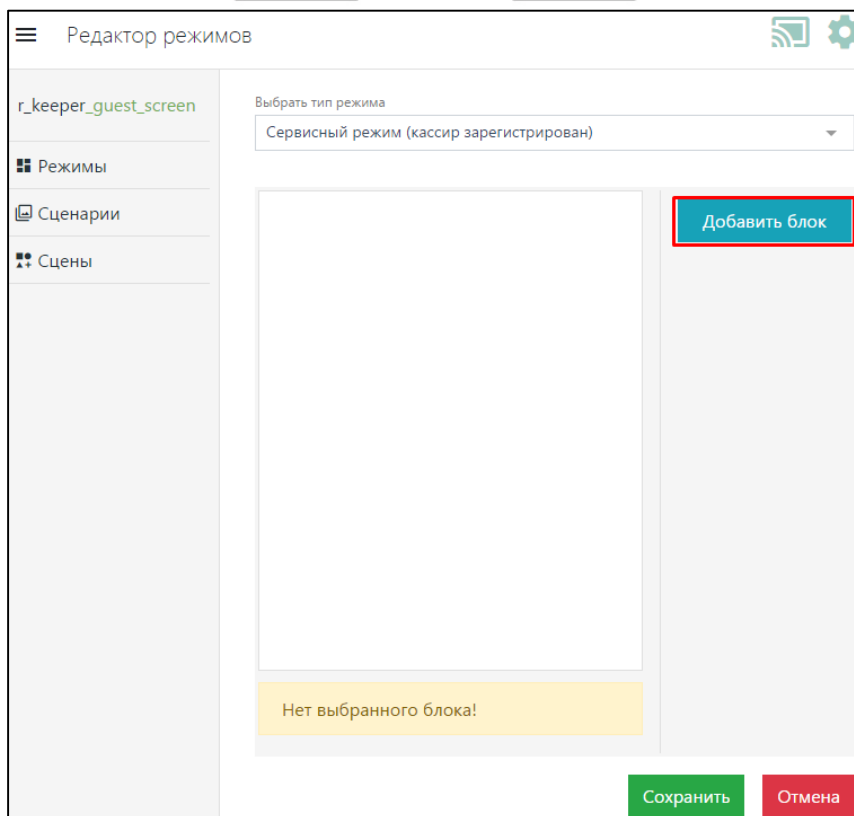 Редактор режимов
r_keeper_guest_screen
Режимы
Сценарии
Сцены
Выбрать тип режима
Сервисный режим (кассир зарегистрирован)
Добавить блок
Нет выбранного блока!
Сохранить
Отмена